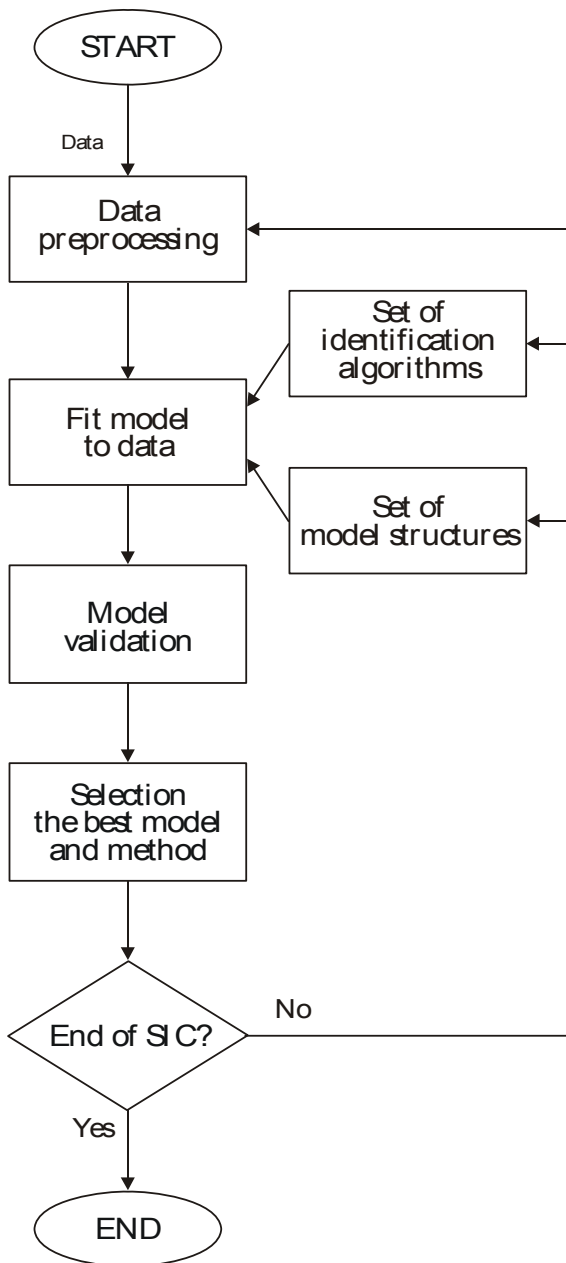 START
Data
Data
preprocessing
Set of
identification
algorithms
Fit model
to data
Set of
model structures
Model
validation
Selection
the best model
and method
End of SIC?
No
Yes
END